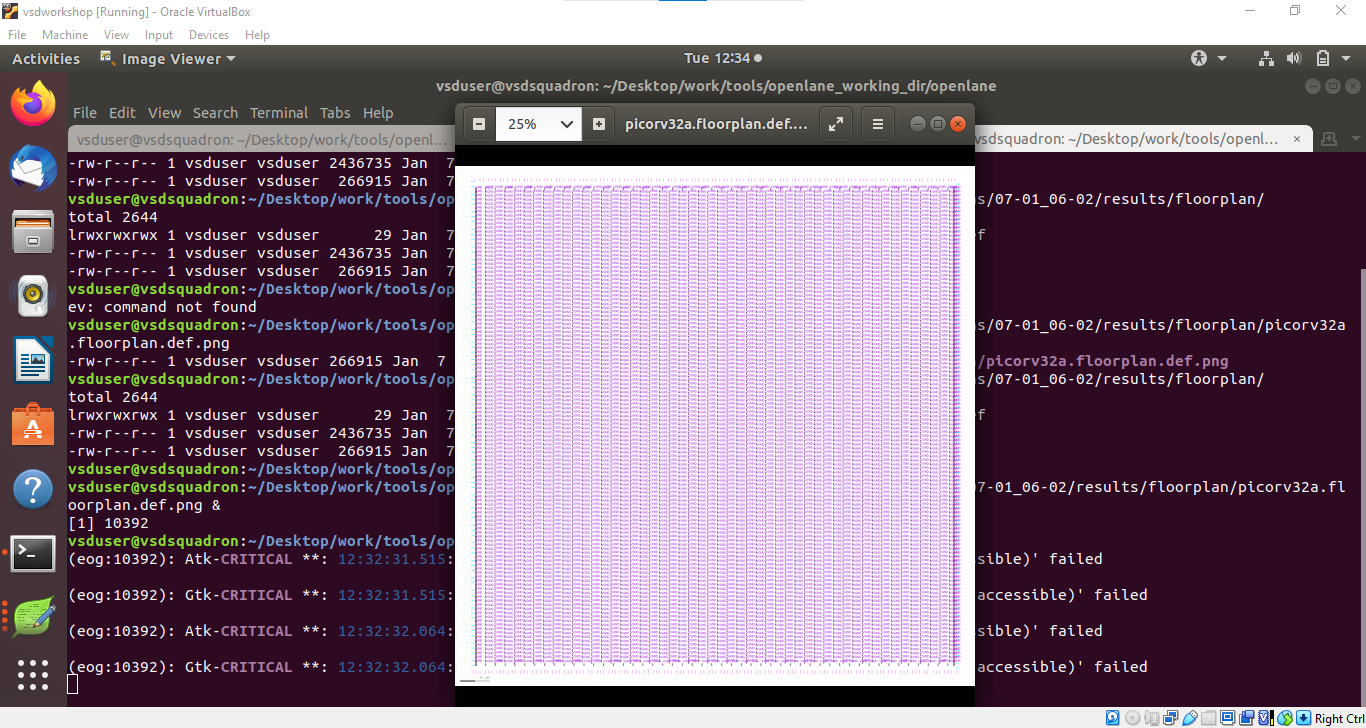 vsdworkshop [Running] - Oracle VirtualBox
File Machine View Input Devices Help
Activities Image Viewer Tue 12:34
vsduser@vsdsquadron: ~/Desktop/work/tools/openlane_working_dir/openlane
File Edit View Search Terminal Tabs Help
25% picorv32a.floorplan.def....
vsduser@vsdsquadron: ~/Desktop/work/tools/openl... vsdsquadron: ~/Desktop/work/tools/openl...
-rw-r--r-- 1 vsduser vsduser 2436735 Jan 7
-rw-r--r-- 1 vsduser vsduser 266915 Jan 7
vsduser@vsdsquadron:~/Desktop/work/tools/op s/07-01_06-02/results/floorplan/
total 2644
lrwxrwxrwx 1 vsduser vsduser 29 Jan 7 f
-rw-r--r-- 1 vsduser vsduser 2436735 Jan 7
-rw-r--r-- 1 vsduser vsduser 266915 Jan 7
vsduser@vsdsquadron:~/Desktop/work/tools/op
ev: command not found
vsduser@vsdsquadron:~/Desktop/work/tools/op s/07-01_06-02/results/floorplan/picorv32a
.floorplan.def.png
-rw-r--r-- 1 vsduser vsduser 266915 Jan 7 /picorv32a.floorplan.def.png
vsduser@vsdsquadron:~/Desktop/work/tools/op s/07-01_06-02/results/floorplan/
total 2644
lrwxrwxrwx 1 vsduser vsduser 29 Jan 7 f
-rw-r--r-- 1 vsduser vsduser 2436735 Jan 7
-rw-r--r-- 1 vsduser vsduser 266915 Jan 7
vsduser@vsdsquadron:~/Desktop/work/tools/op
vsduser@vsdsquadron:~/Desktop/work/tools/op 07-01_06-02/results/floorplan/picorv32a.fl
oorplan.def.png &
[1] 10392
vsduser@vsdsquadron:~/Desktop/work/tools/op
(eog:10392): Atk-CRITICAL **: 12:32:31.515: sible)' failed
(eog:10392): Gtk-CRITICAL **: 12:32:31.515: accessible)' failed
(eog:10392): Atk-CRITICAL **: 12:32:32.064: sible)' failed
(eog:10392): Gtk-CRITICAL **: 12:32:32.064: accessible)' failed
Right Ctrl